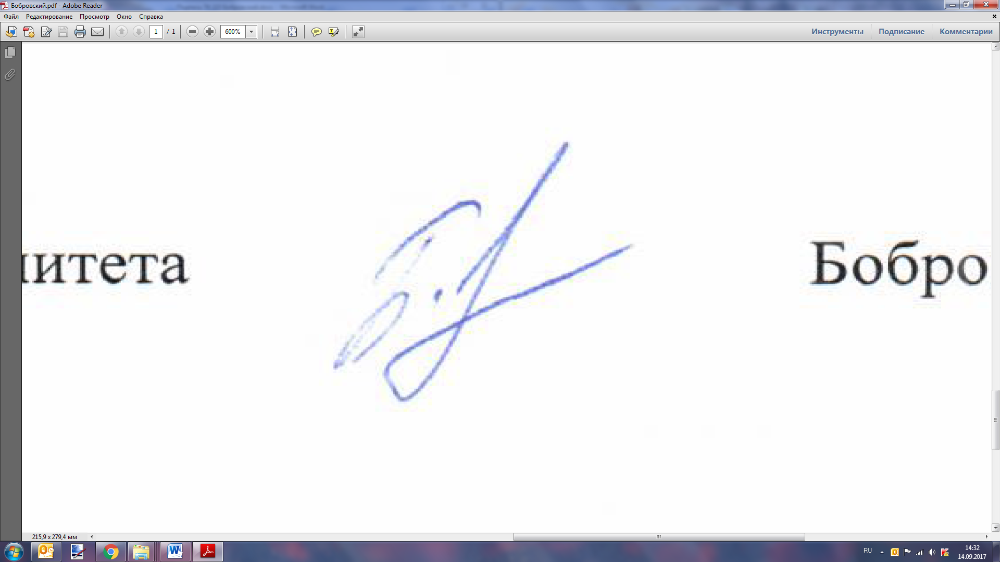 Бобровский.pdf - Adobe Reader
Файл Редактирование Просмотр Окно Справка
1 / 1 600% Инструменты Подписание Комментарии
итета Бобро
215,9 x 279,4 мм
RU 14:32
14.09.2017